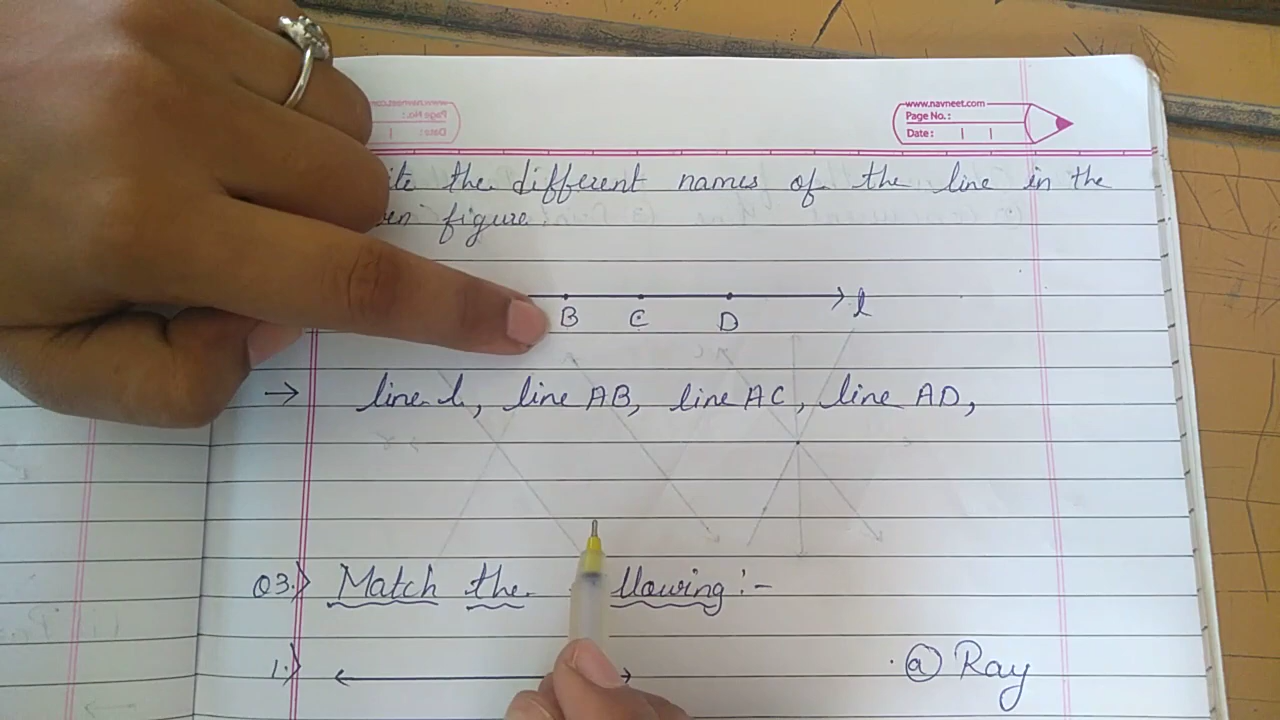 www.navneet.com
Page No.:
Date:
the different names of the line in the
figure
B C D l
→ line l, line AB, line AC, line AD,
Q3.) Match the :-
1.) @ Ray